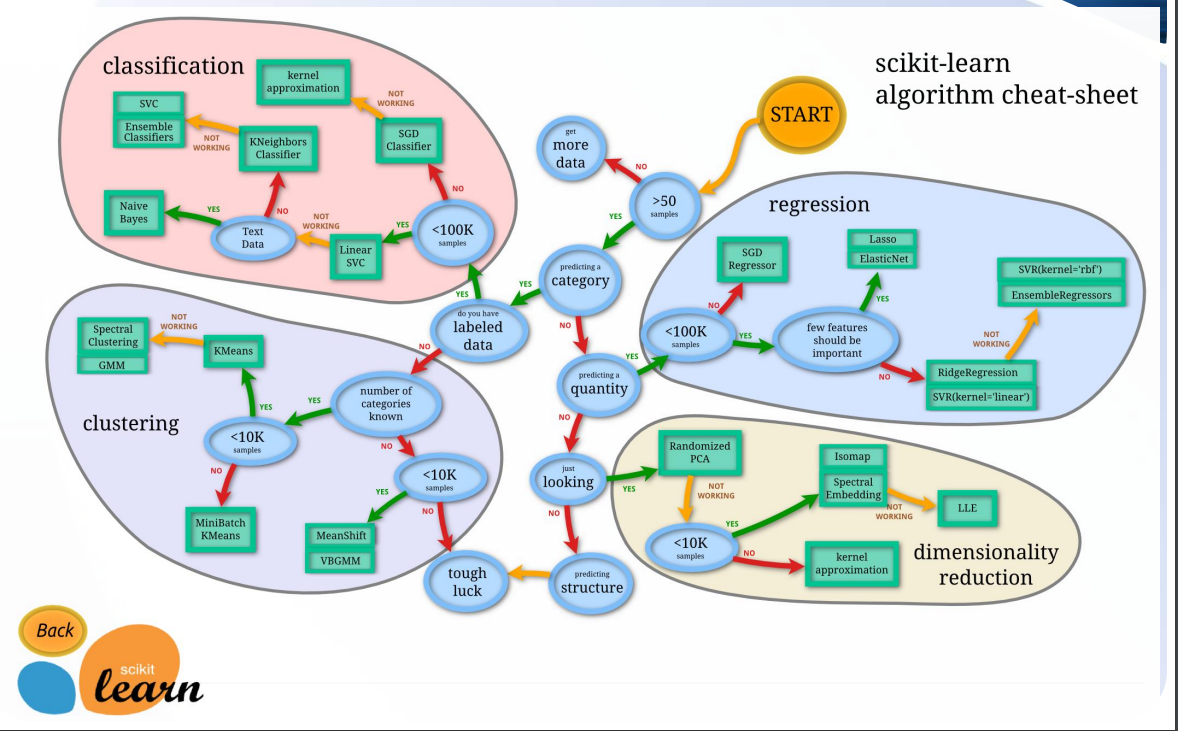 scikit-learn
algorithm cheat-sheet
START
get
more
data
NO
>50
samples
YES
predicting a
category
YES
NO
do you have
labeled
data
YES
NO
predicting a
quantity
YES
NO
just
looking
YES
NO
predicting
structure
tough
luck
classification
kernel
approximation
NOT
WORKING
SGD
Classifier
NO
<100K
samples
YES
Linear
SVC
NOT
WORKING
Text
Data
YES
NO
Naive
Bayes
KNeighbors
Classifier
NOT
WORKING
SVC
Ensemble
Classifiers
regression
<100K
samples
NO
SGD
Regressor
YES
few features
should be
important
YES
Lasso
ElasticNet
NO
RidgeRegression
SVR(kernel='linear')
NOT
WORKING
SVR(kernel='rbf')
EnsembleRegressors
clustering
number of
categories
known
YES
NO
<10K
samples
YES
NO
KMeans
NOT
WORKING
Spectral
Clustering
GMM
MiniBatch
KMeans
<10K
samples
YES
NO
MeanShift
VBGMM
dimensionality
reduction
Randomized
PCA
NOT
WORKING
<10K
samples
YES
NO
Isomap
Spectral
Embedding
NOT
WORKING
LLE
kernel
approximation
Back
scikit
learn